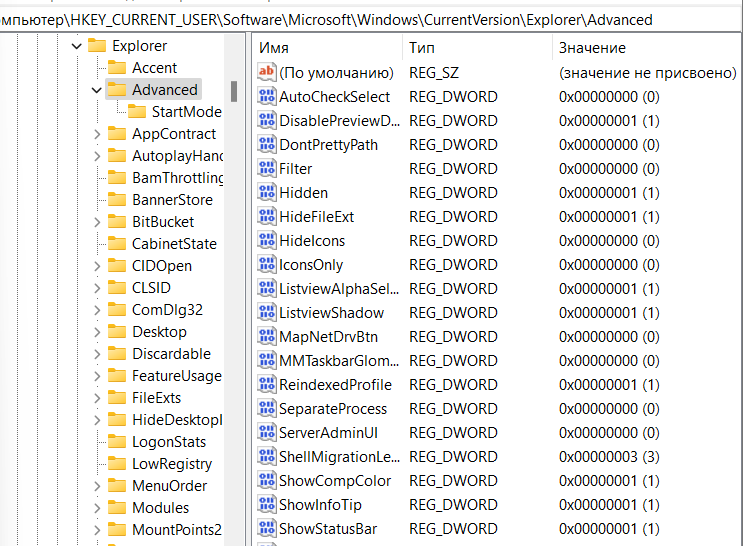 омпьютер\HKEY_CURRENT_USER\Software\Microsoft\Windows\CurrentVersion\Explorer\Advanced
Explorer
Accent
Advanced
StartMode
AppContract
AutoplayHand
BamThrottling
BannerStore
BitBucket
CabinetState
CIDOpen
CLSID
ComDlg32
Desktop
Discardable
FeatureUsage
FileExts
HideDesktopI
LogonStats
LowRegistry
MenuOrder
Modules
MountPoints2
Имя Тип Значение
ab (По умолчанию) REG_SZ (значение не присвоено)
AutoCheckSelect REG_DWORD 0x00000000 (0)
DisablePreviewD... REG_DWORD 0x00000001 (1)
DontPrettyPath REG_DWORD 0x00000000 (0)
Filter REG_DWORD 0x00000000 (0)
Hidden REG_DWORD 0x00000001 (1)
HideFileExt REG_DWORD 0x00000001 (1)
HideIcons REG_DWORD 0x00000000 (0)
IconsOnly REG_DWORD 0x00000000 (0)
ListviewAlphaSel... REG_DWORD 0x00000001 (1)
ListviewShadow REG_DWORD 0x00000001 (1)
MapNetDrvBtn REG_DWORD 0x00000000 (0)
MMTaskbarGlom... REG_DWORD 0x00000000 (0)
ReindexedProfile REG_DWORD 0x00000001 (1)
SeparateProcess REG_DWORD 0x00000000 (0)
ServerAdminUI REG_DWORD 0x00000000 (0)
ShellMigrationLe... REG_DWORD 0x00000003 (3)
ShowCompColor REG_DWORD 0x00000001 (1)
ShowInfoTip REG_DWORD 0x00000001 (1)
ShowStatusBar REG_DWORD 0x00000001 (1)